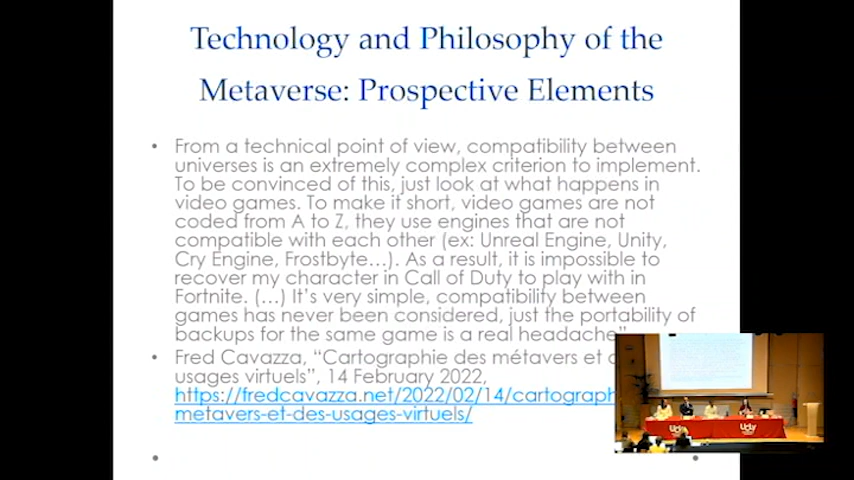 Technology and Philosophy of the
Metaverse: Prospective Elements
• From a technical point of view, compatibility between
universes is an extremely complex criterion to implement.
To be convinced of this, just look at what happens in
video games. To make it short, video games are not
coded from A to Z, they use engines that are not
compatible with each other (ex: Unreal Engine, Unity,
Cry Engine, Frostbyte…). As a result, it is impossible to
recover my character in Call of Duty to play with in
Fortnite. (…) It's very simple, compatibility between
games has never been considered, just the portability of
backups for the same game is a real headache"
• Fred Cavazza, "Cartographie des métavers et
usages virtuels", 14 February 2022,
https://fredcavazza.net/2022/02/14/cartograph
metavers-et-des-usages-virtuels/